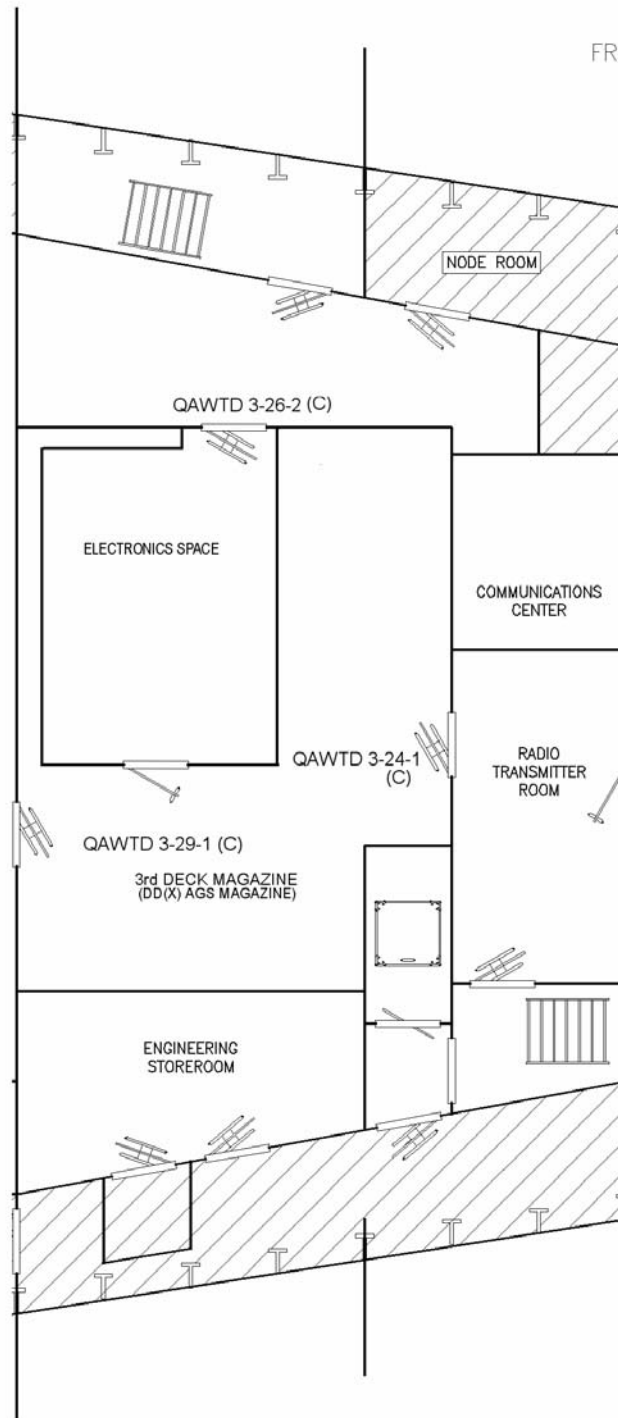 FR
NODE ROOM
QAWTD 3-26-2 (C)
ELECTRONICS SPACE
COMMUNICATIONS
CENTER
QAWTD 3-24-1
(C)
RADIO
TRANSMITTER
ROOM
QAWTD 3-29-1 (C)
3rd DECK MAGAZINE
(DD(X) AGS MAGAZINE)
ENGINEERING
STOREROOM